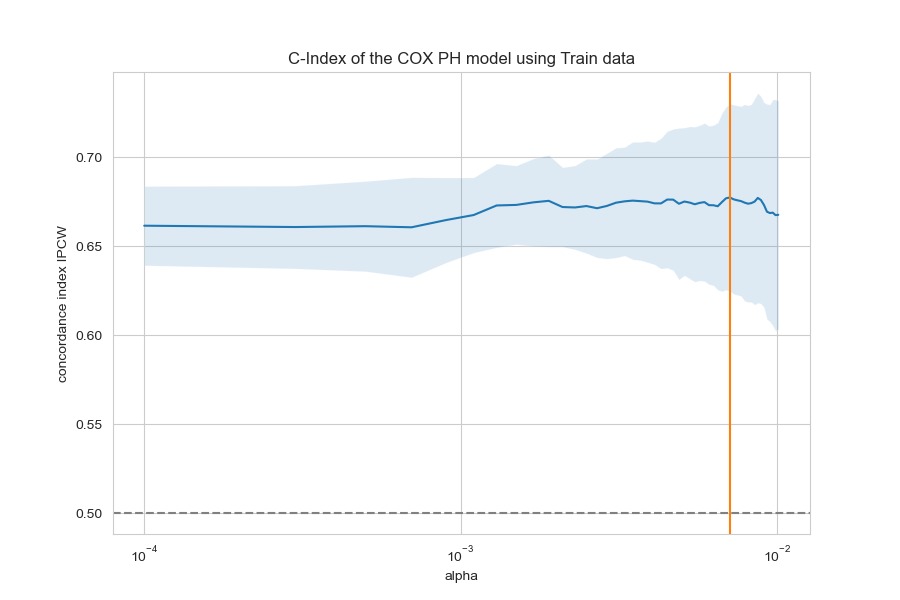 C-Index of the COX PH model using Train data
concordance index IPCW
0.70
0.65
0.60
0.55
0.50
10⁻⁴
10⁻³
10⁻²
alpha